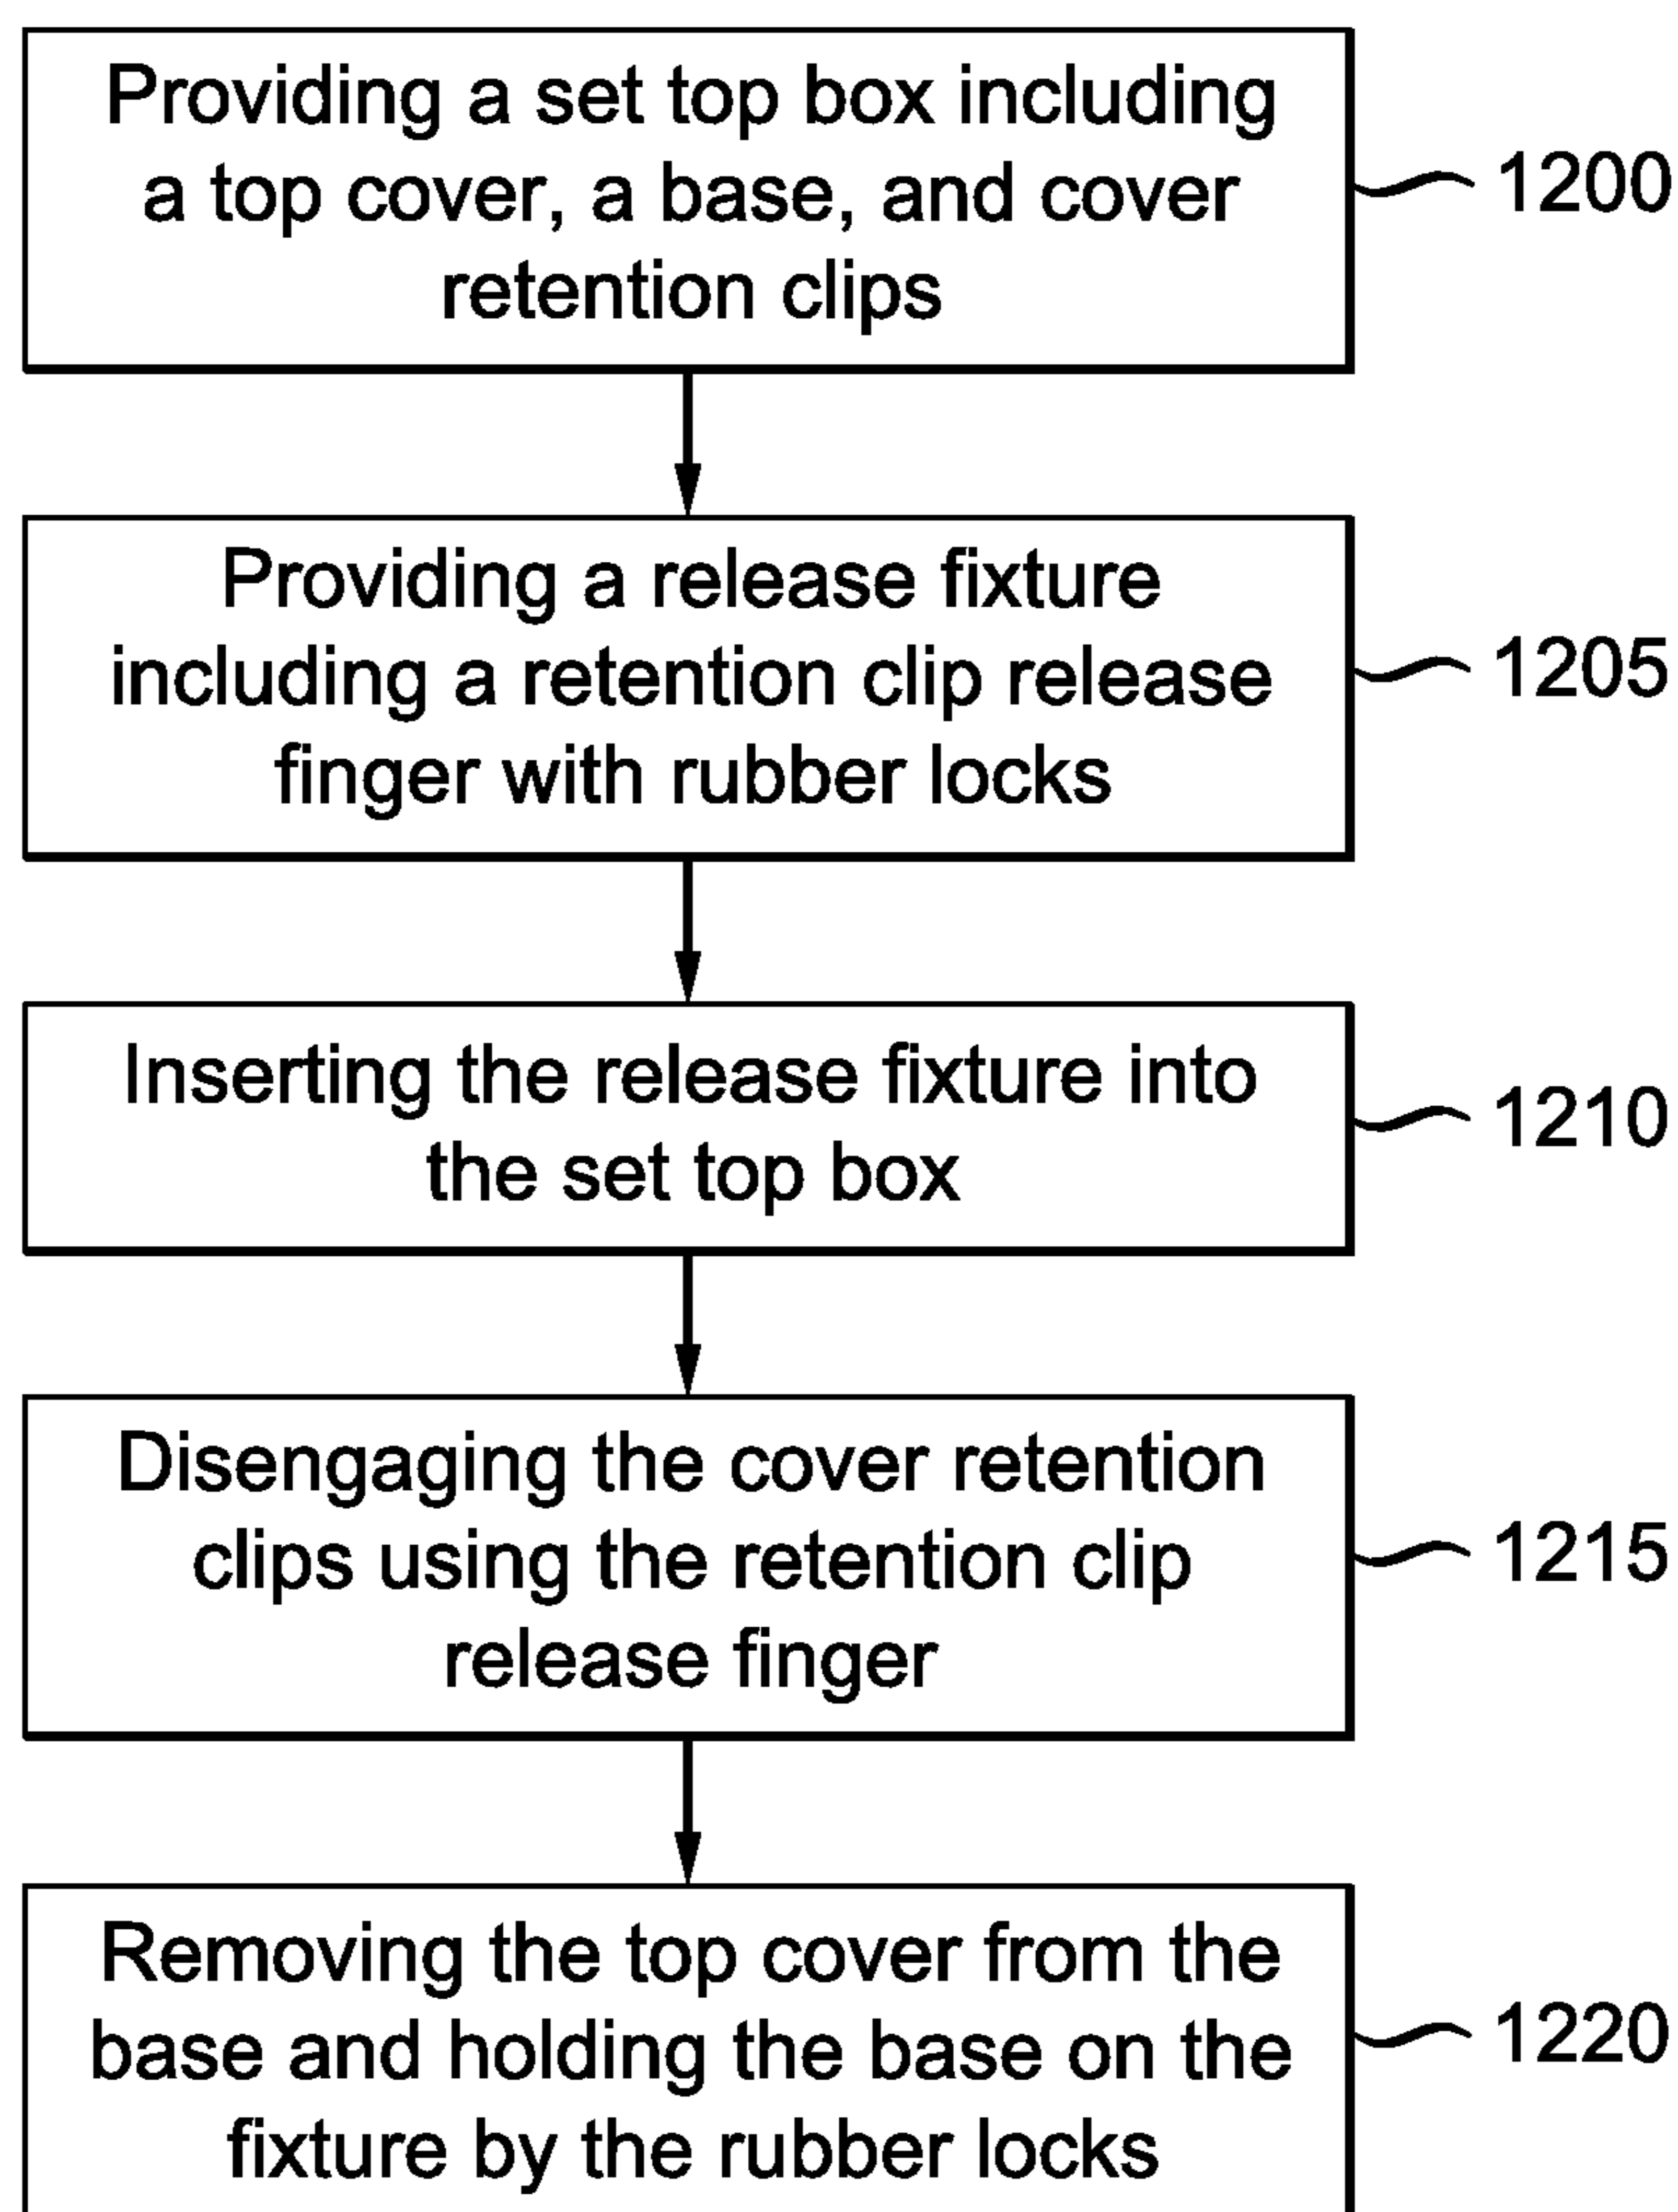 Providing a set top box including
a top cover, a base, and cover
retention clips
1200
Providing a release fixture
including a retention clip release
finger with rubber locks
1205
Inserting the release fixture into
the set top box
1210
Disengaging the cover retention
clips using the retention clip
release finger
1215
Removing the top cover from the
base and holding the base on the
fixture by the rubber locks
1220